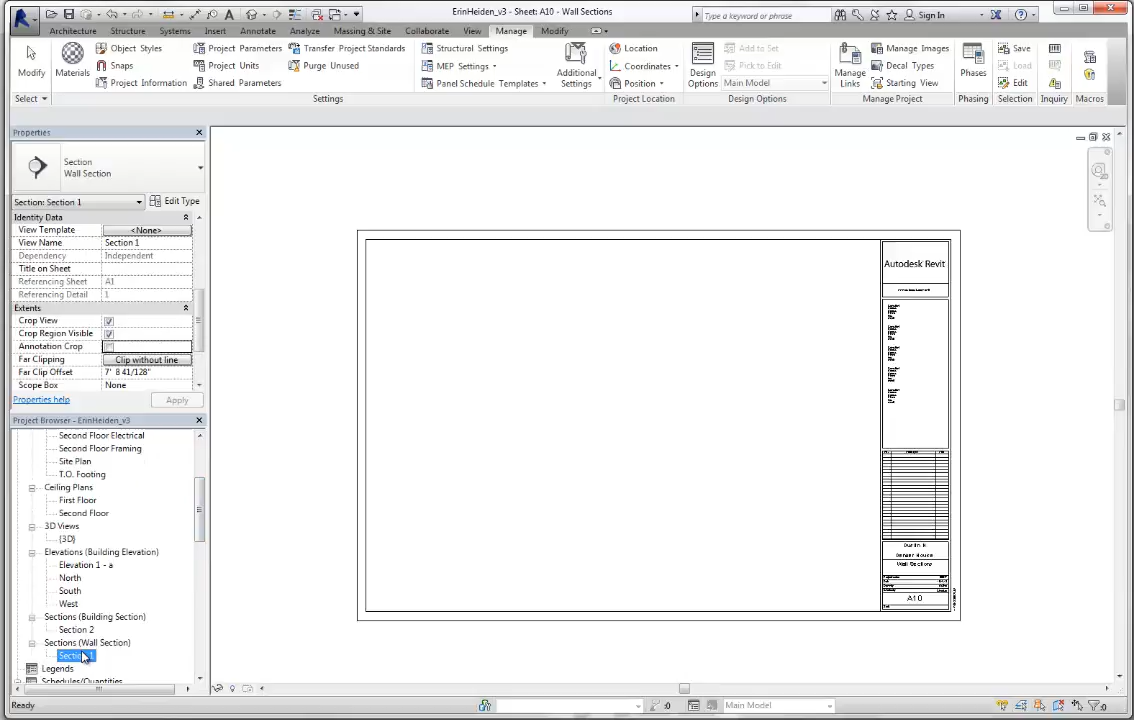 ErinHeiden_v3 - Sheet: A10 - Wall Sections
Type a keyword or phrase
Sign In
Architecture Structure Systems Insert Annotate Analyze Massing & Site Collaborate View Manage Modify
Modify
Select
Materials
Object Styles
Snaps
Project Information
Project Parameters
Project Units
Shared Parameters
Transfer Project Standards
Purge Unused
Structural Settings
MEP Settings
Panel Schedule Templates
Additional
Settings
Settings
Location
Coordinates
Position
Project Location
Design
Options
Add to Set
Pick to Edit
Main Model
Design Options
Manage
Links
Manage Images
Decal Types
Starting View
Manage Project
Phases
Phasing
Save
Load
Edit
Selection
Inquiry
Macros
Properties
Section
Wall Section
Section: Section 1
Edit Type
Identity Data
View Template <None>
View Name Section 1
Dependency Independent
Title on Sheet
Referencing Sheet A1
Referencing Detail 1
Extents
Crop View
Crop Region Visible
Annotation Crop
Far Clipping Clip without line
Far Clip Offset 7' 8 41/128"
Scope Box None
Properties help
Apply
Project Browser - ErinHeiden_v3
Second Floor Electrical
Second Floor Framing
Site Plan
T.O. Footing
Ceiling Plans
First Floor
Second Floor
3D Views
{3D}
Elevations (Building Elevation)
Elevation 1 - a
North
South
West
Sections (Building Section)
Section 2
Sections (Wall Section)
Section 1
Legends
Schedules/Quantities
Autodesk Revit
Wall Sections
A10
Ready
:0
Main Model
:0